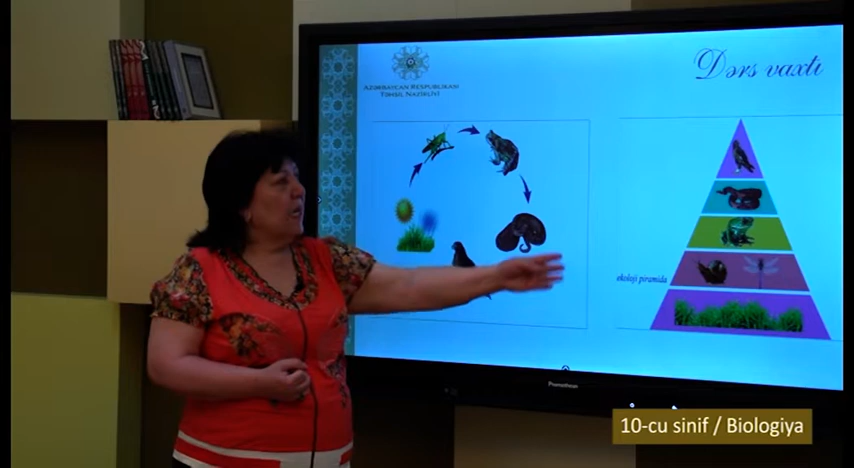 AZƏRBAYCAN RESPUBLİKASI
TƏHSİL NAZİRLİYİ
Dərs vaxtı
ekoloji piramida
Promethean
10-cu sinif / Biologiya